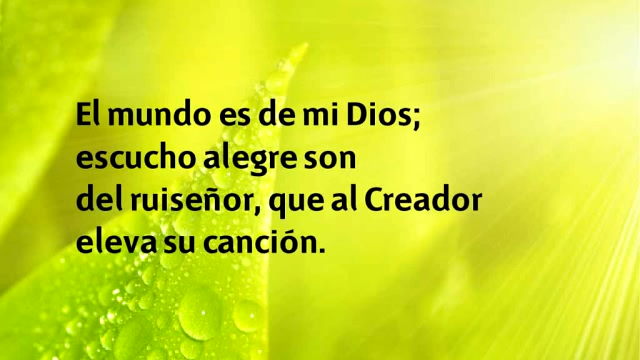 El mundo es de mi Dios;
escucho alegre son
del ruiseñor, que al Creador
eleva su canción.